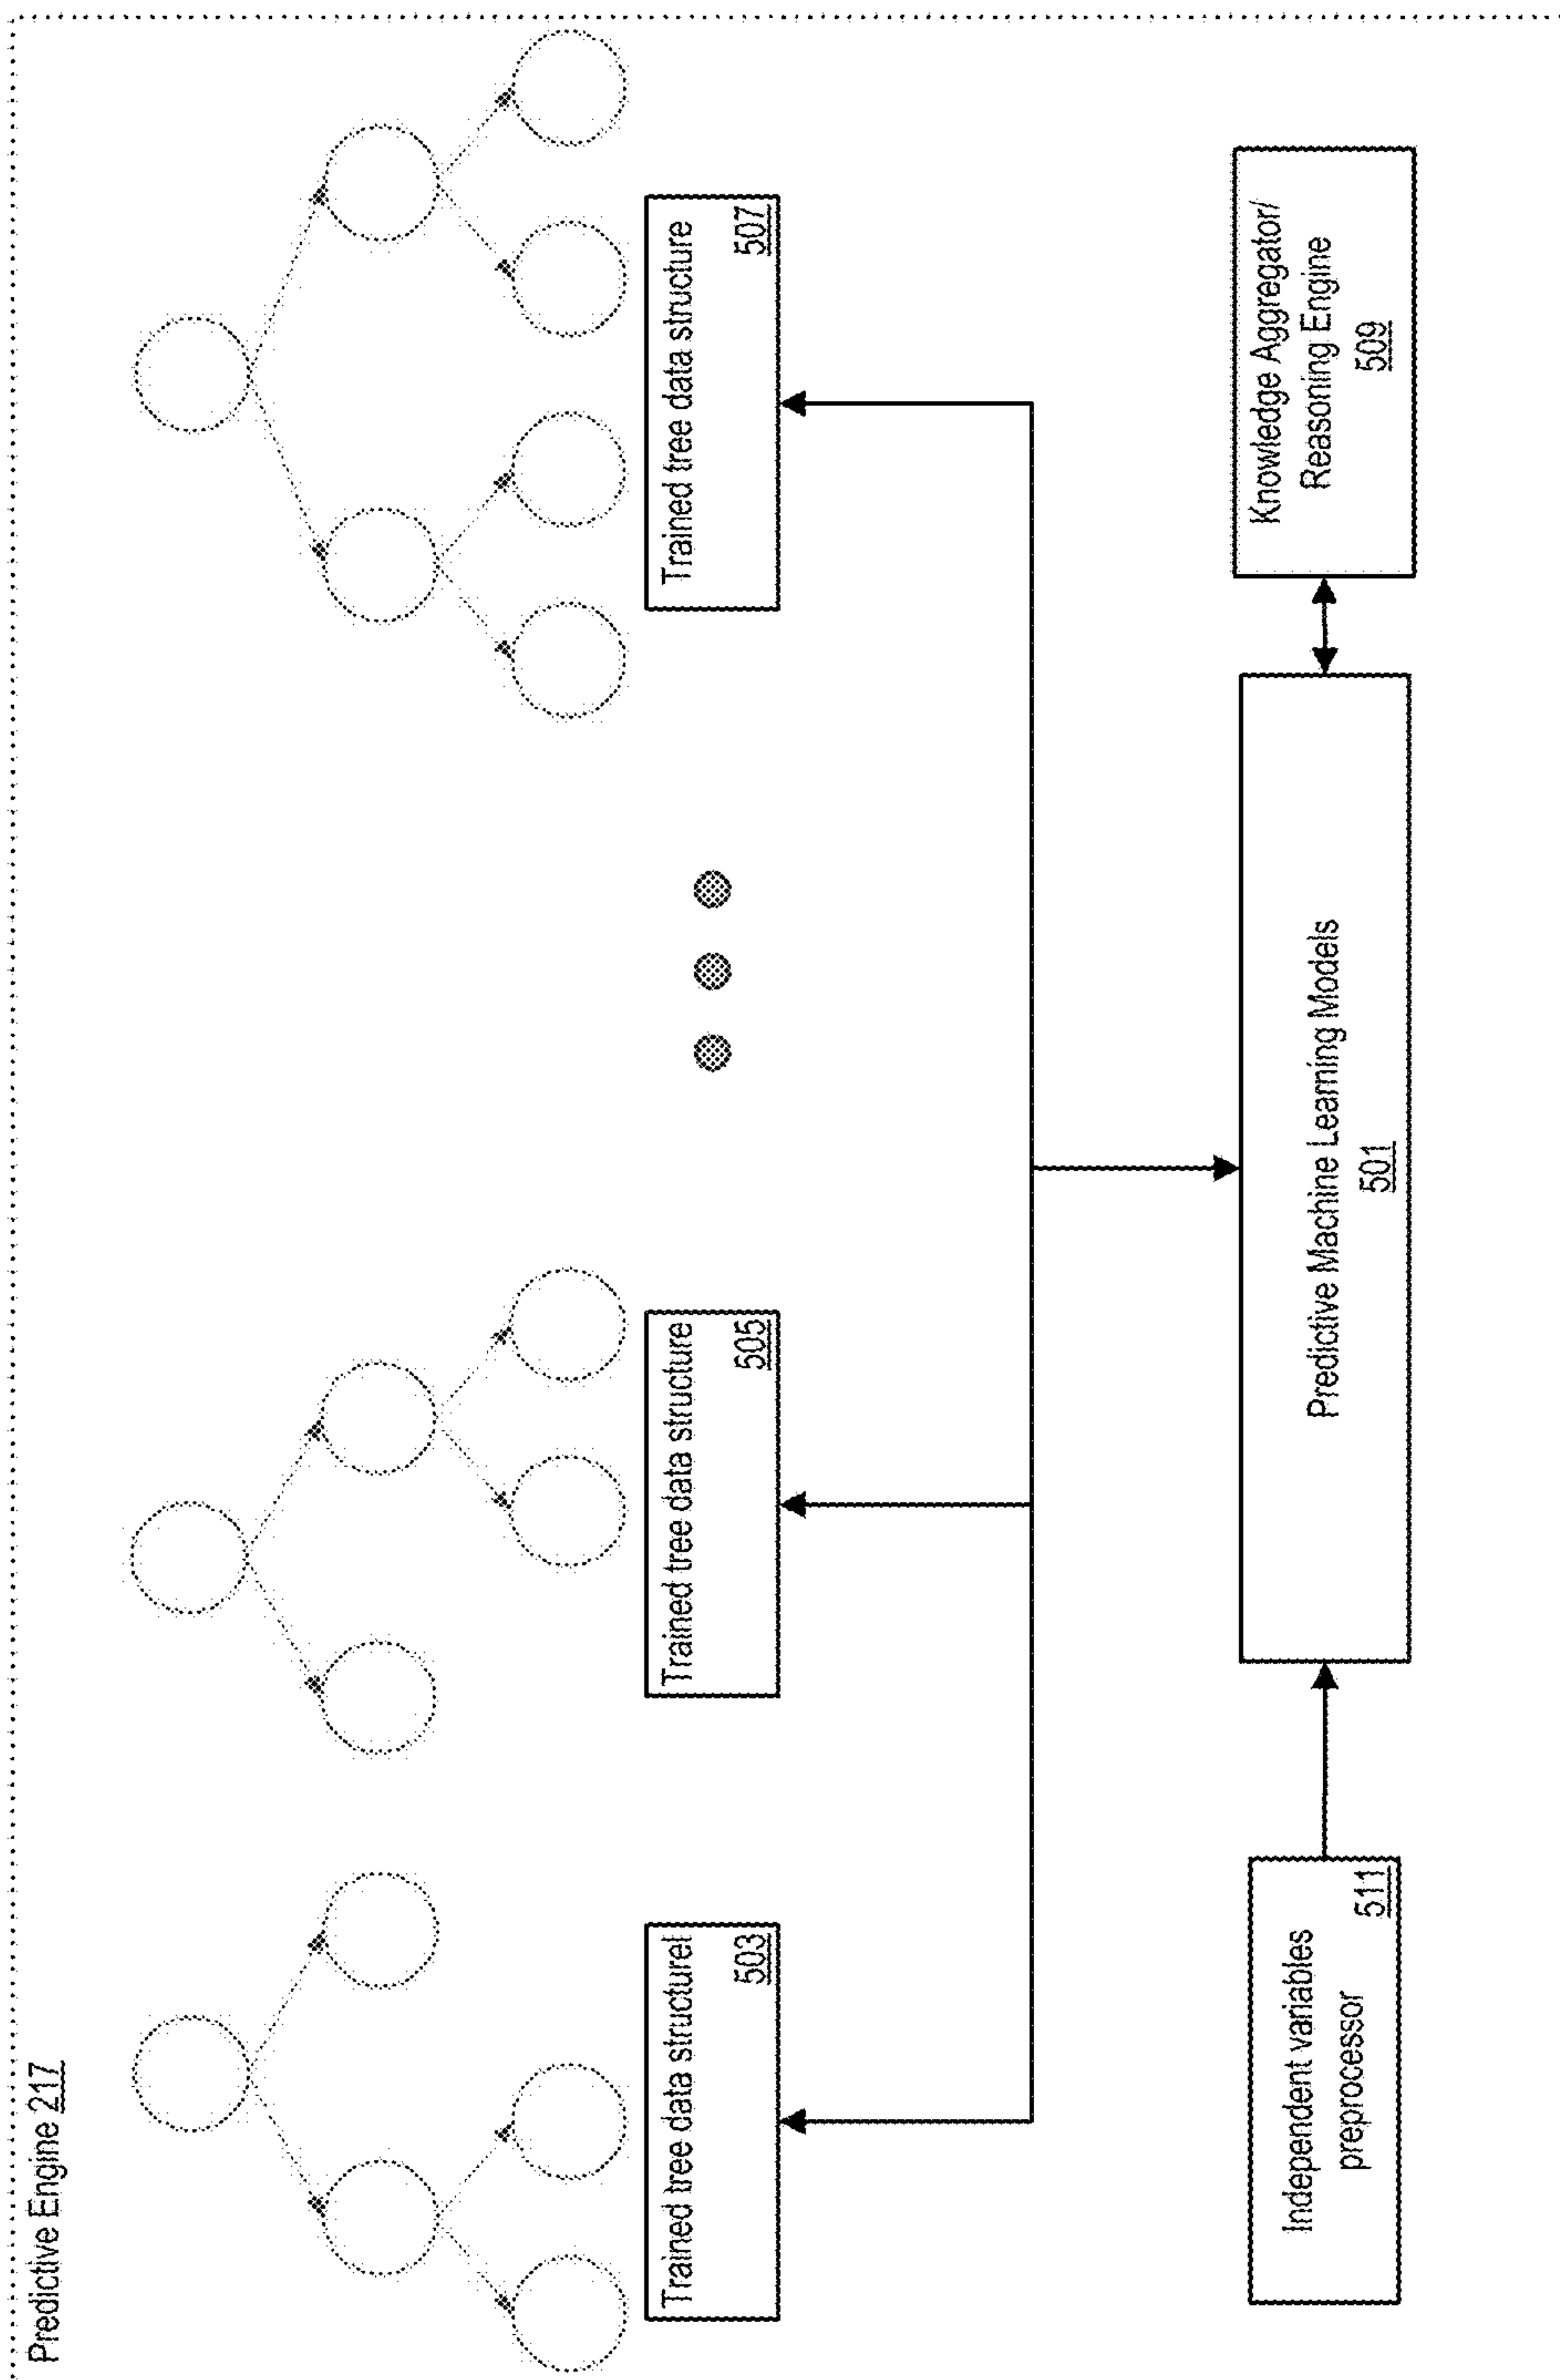 Predictive Engine 217
Trained tree data structurel
503
Trained tree data structure
505
Trained tree data structure
507
Independent variables
preprocessor
511
Predictive Machine Learning Models
501
Knowledge Aggregator/
Reasoning Engine
509